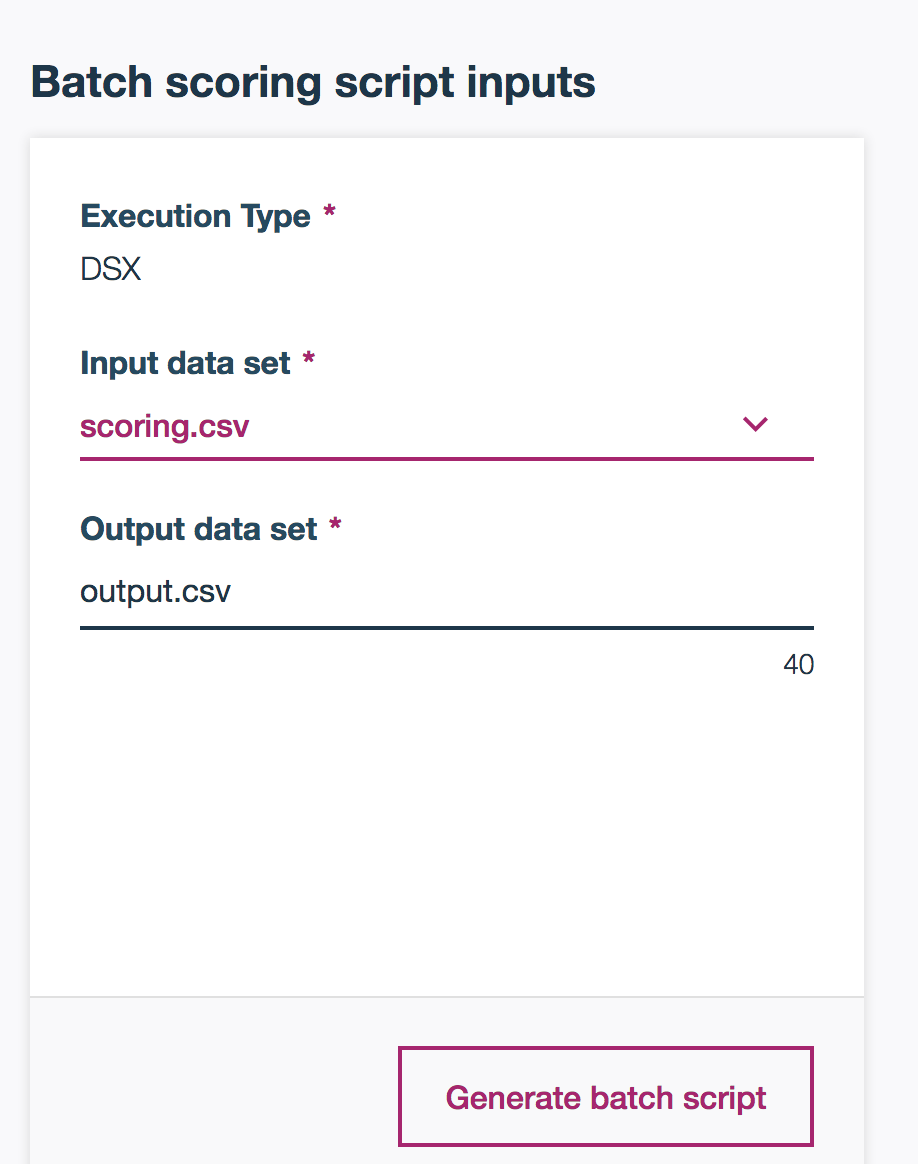 Batch scoring script inputs
Execution Type *
DSX
Input data set *
scoring.csv
Output data set *
output.csv
40
Generate batch script